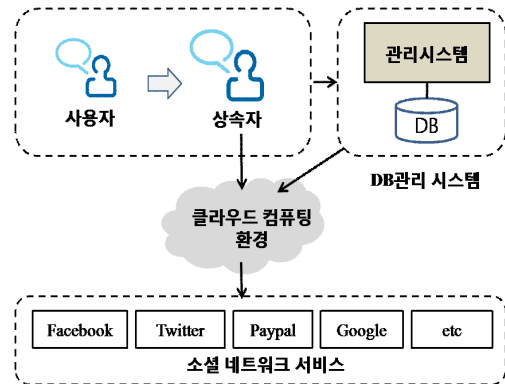 사용자
상속자
관리시스템
DB
DB관리 시스템
클라우드 컴퓨팅
환경
Facebook
Twitter
Paypal
Google
etc
소셜 네트워크 서비스